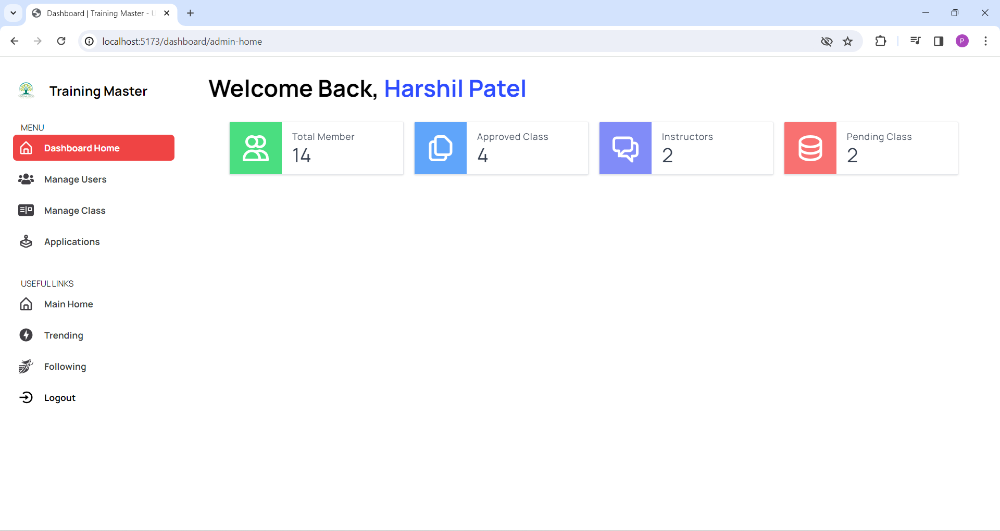 Dashboard | Training Master - U
localhost:5173/dashboard/admin-home
P
YOGA LOGO
Training Master
MENU
Dashboard Home
Manage Users
Manage Class
Applications
USEFUL LINKS
Main Home
Trending
Following
Logout
Welcome Back, Harshil Patel
Total Member
14
Approved Class
4
Instructors
2
Pending Class
2